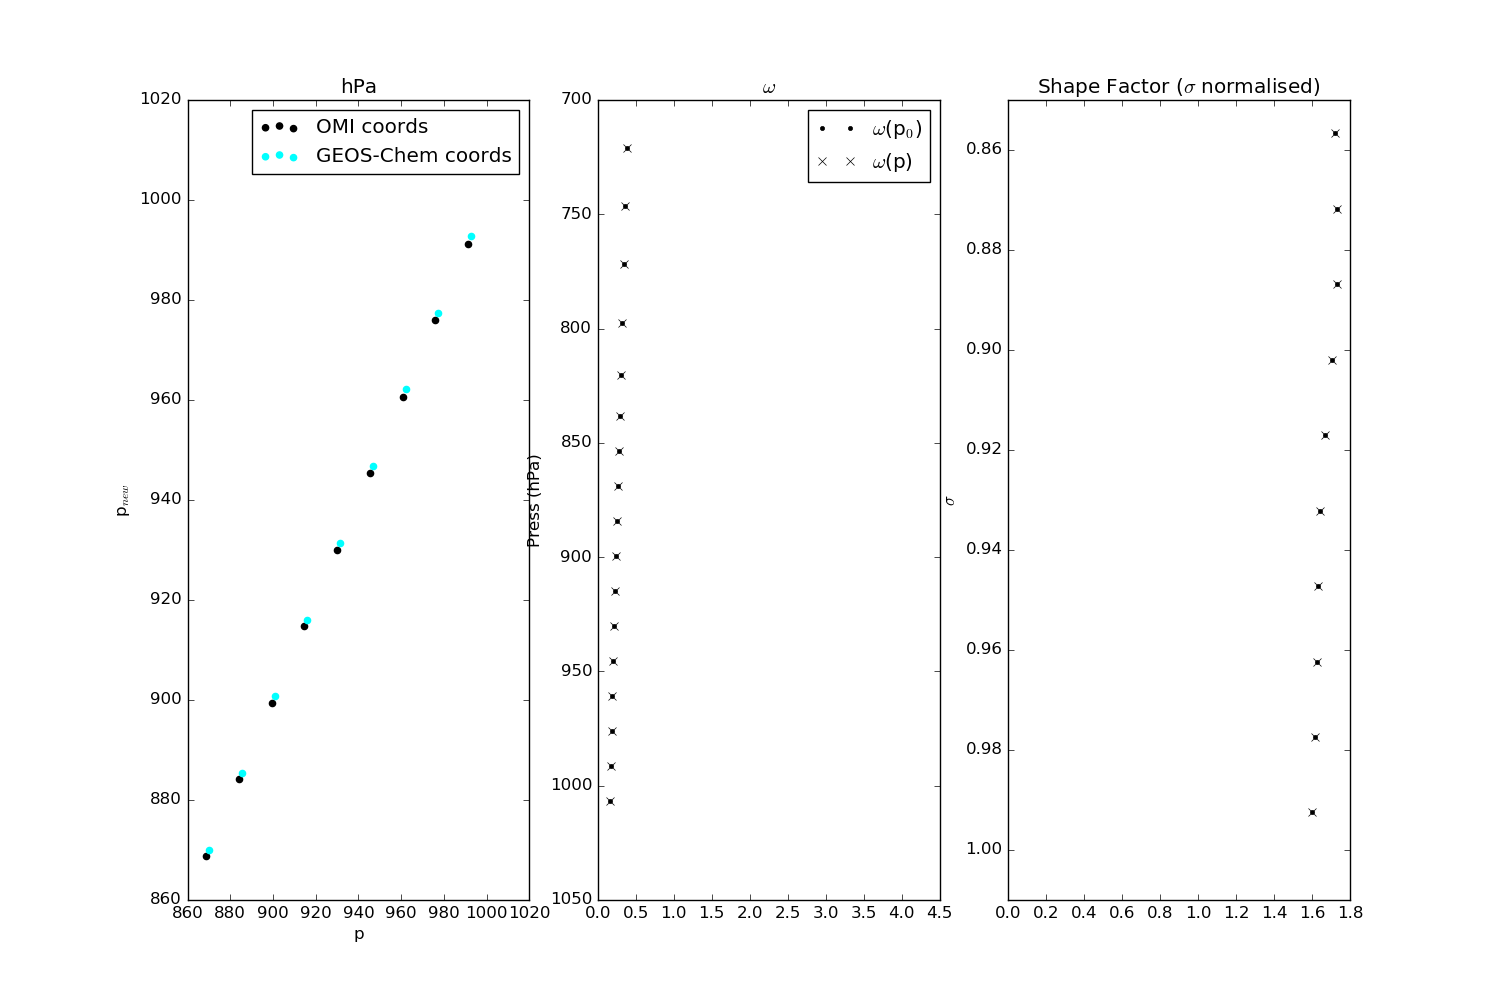 hPa
1020
1000
980
960
940
920
900
880
860
860 880 900 920 940 960 980 1000 1020
p
p_new
OMI coords
GEOS-Chem coords
ω
700
750
800
850
900
950
1000
1050
0.0 0.5 1.0 1.5 2.0 2.5 3.0 3.5 4.0 4.5
Press (hPa)
ω(p₀)
ω(p)
Shape Factor (σ normalised)
0.86
0.88
0.90
0.92
0.94
0.96
0.98
1.00
0.0 0.2 0.4 0.6 0.8 1.0 1.2 1.4 1.6 1.8
σ